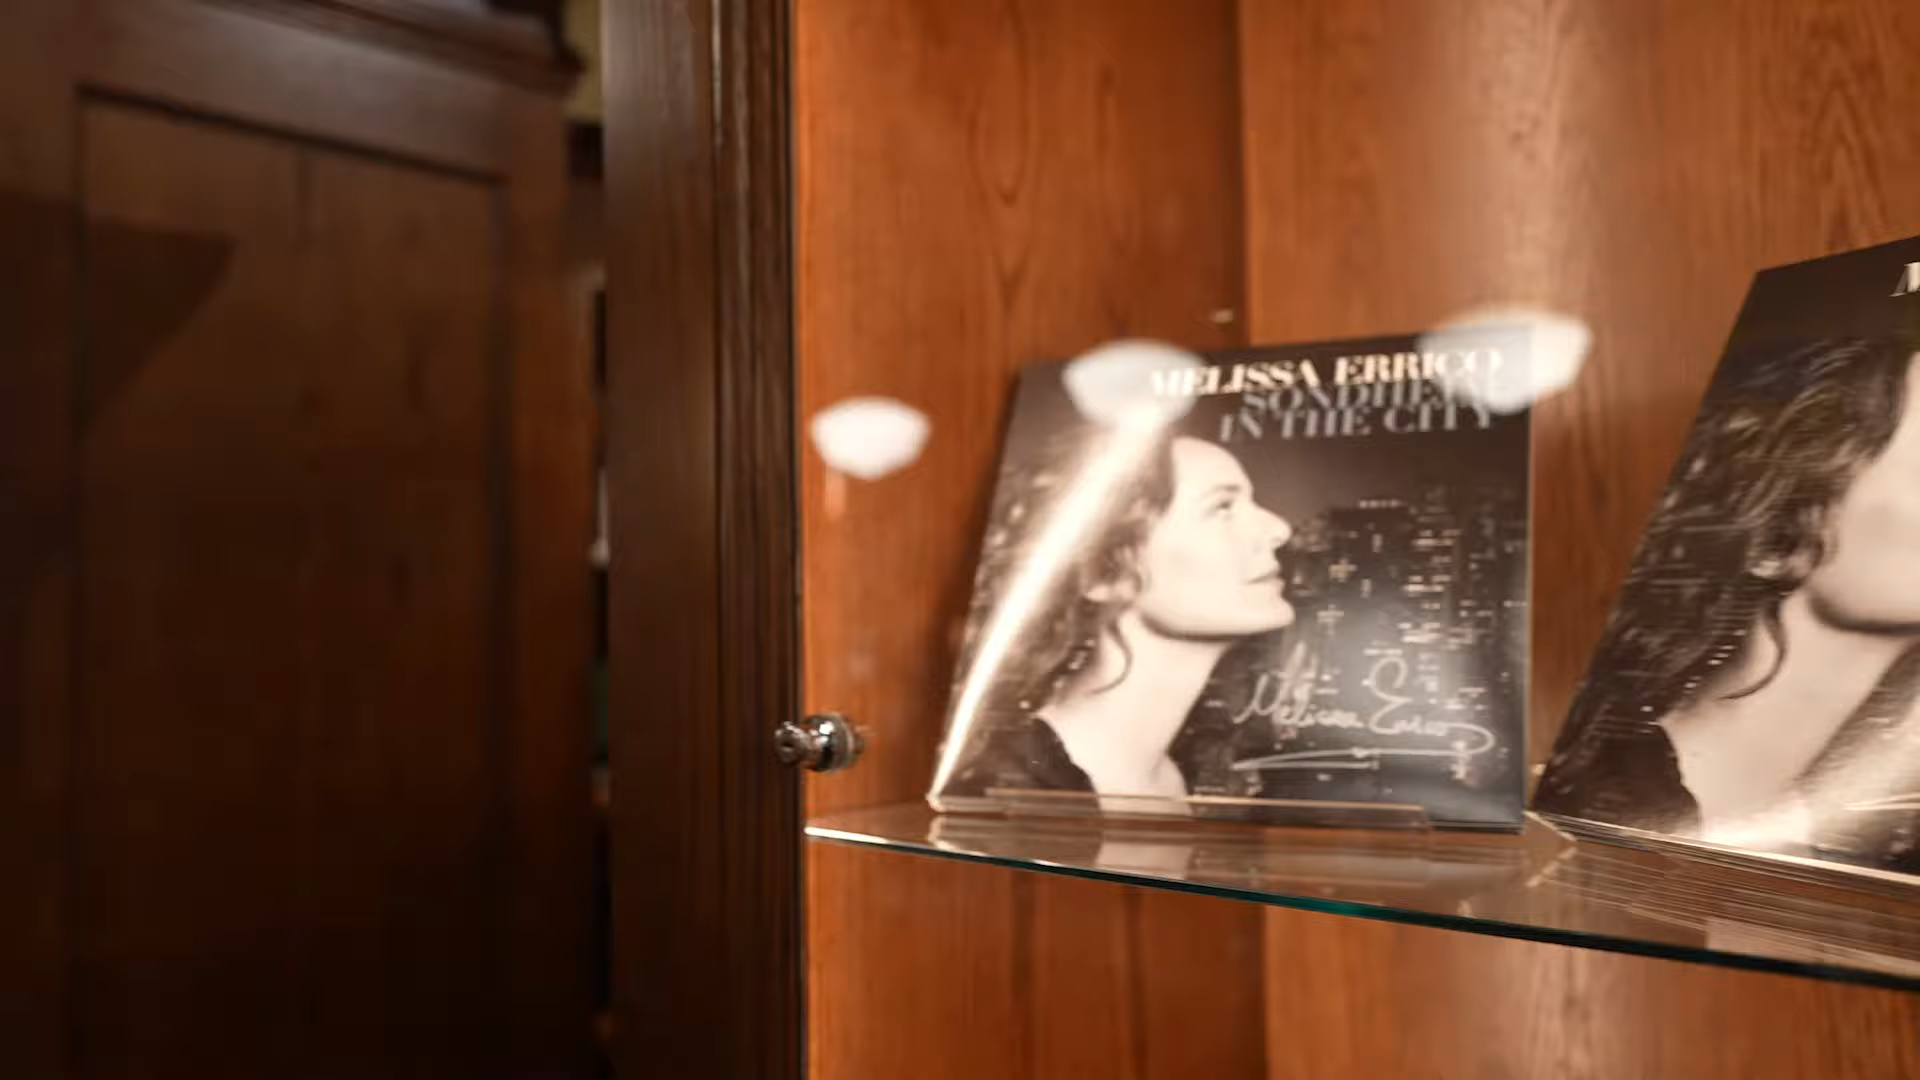 MELISSA ERRICO
SONDHEIM
IN THE CITY
Melissa Errico
M